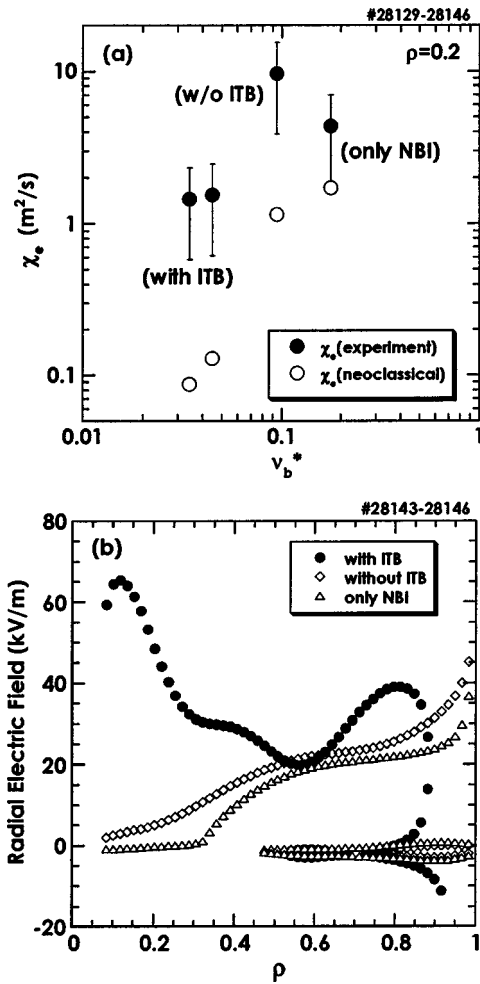 #28129-28146
(a)
ρ=0.2
10
(w/o ITB)
(only NBI)
χe (m²/s)
1
(with ITB)
● χe(experiment)
○ χe(neoclassical)
0.1
0.01
0.1
1
νb*
#28143-28146
80
(b)
● with ITB
◇ without ITB
△ only NBI
60
Radial Electric Field (kV/m)
40
20
0
-20
0
0.2
0.4
0.6
0.8
1
ρ